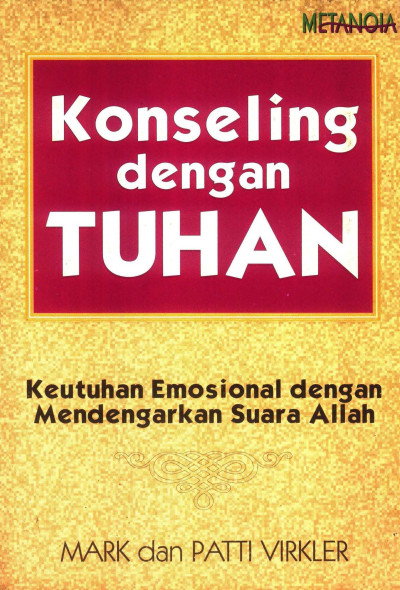 METANOIA
Konseling
dengan
TUHAN
Keutuhan Emosional dengan
Mendengarkan Suara Allah
MARK dan PATTI VIRKLER